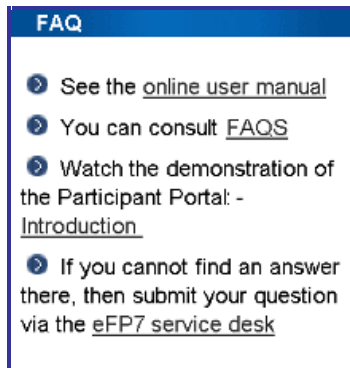 FAQ
See the online user manual
You can consult FAQS
Watch the demonstration of
the Participant Portal: -
Introduction
If you cannot find an answer
there, then submit your question
via the eFP7 service desk